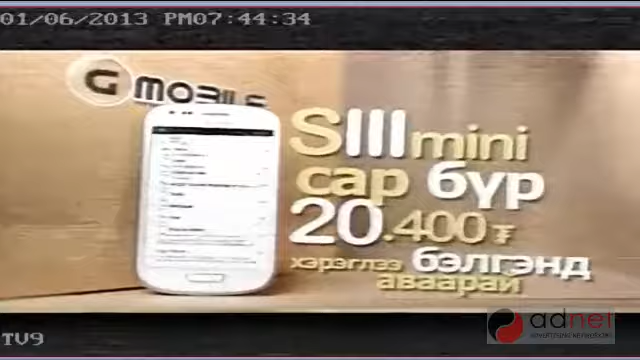 01/06/2013 PM07:44:34
G MOBILE
SIII mini
сар бүр
20.400₮
хэрэглээ бэлгэнд
аваарай
adnet
TV9